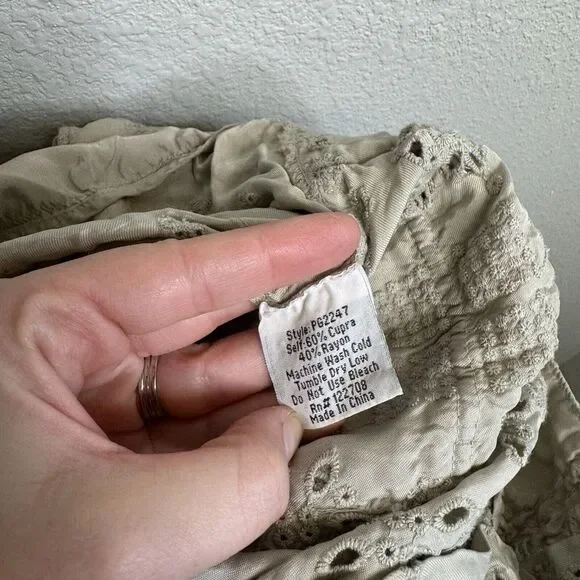 Style: PG2247
Self: 60% Cupra
40% Rayon
Machine Wash Cold
Tumble Dry Low
Do Not Use Bleach
Rn# 122708
Made In China